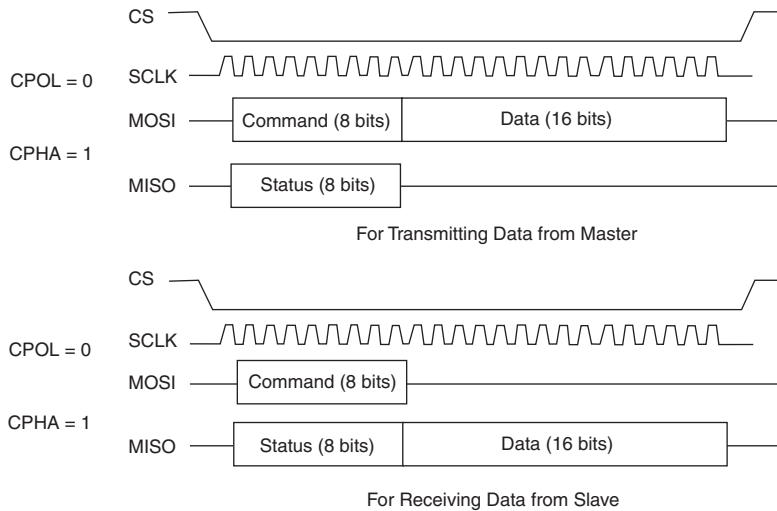 CS
CPOL = 0
SCLK
MOSI
Command (8 bits)
Data (16 bits)
CPHA = 1
MISO
Status (8 bits)
For Transmitting Data from Master
CS
CPOL = 0
SCLK
MOSI
Command (8 bits)
CPHA = 1
MISO
Status (8 bits)
Data (16 bits)
For Receiving Data from Slave